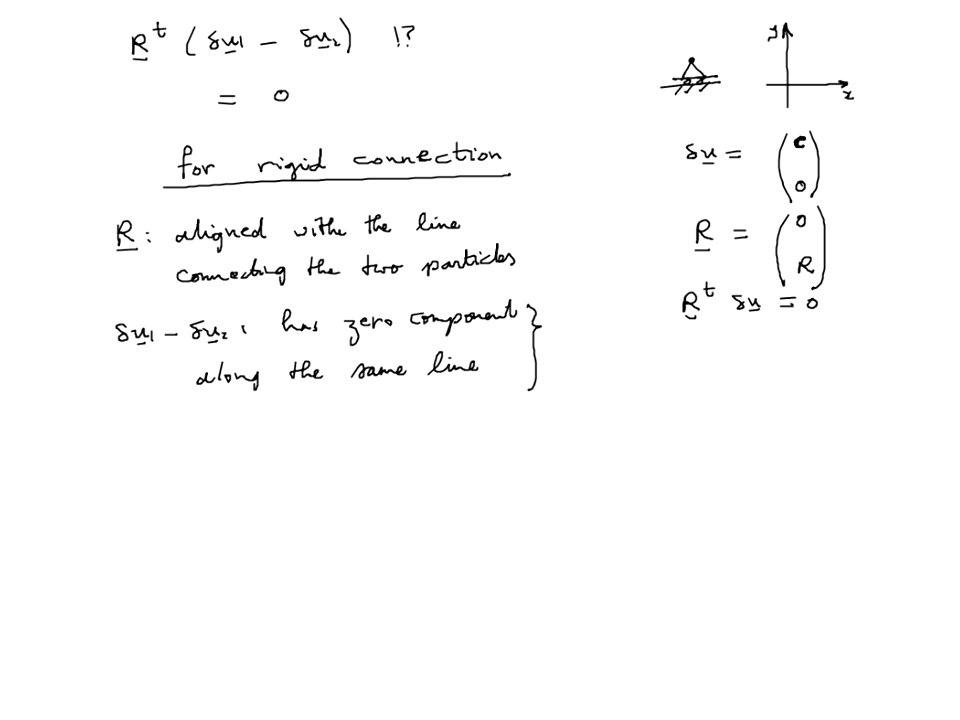 R^t ( δu1 – δu2 ) !?
= 0
for rigid connection
R : aligned withe the line
connecting the two particles
δu1 – δu2 : has zero component
along the same line
y
x
δu = ( c
0 )
R = ( 0
R )
R^t δu = 0